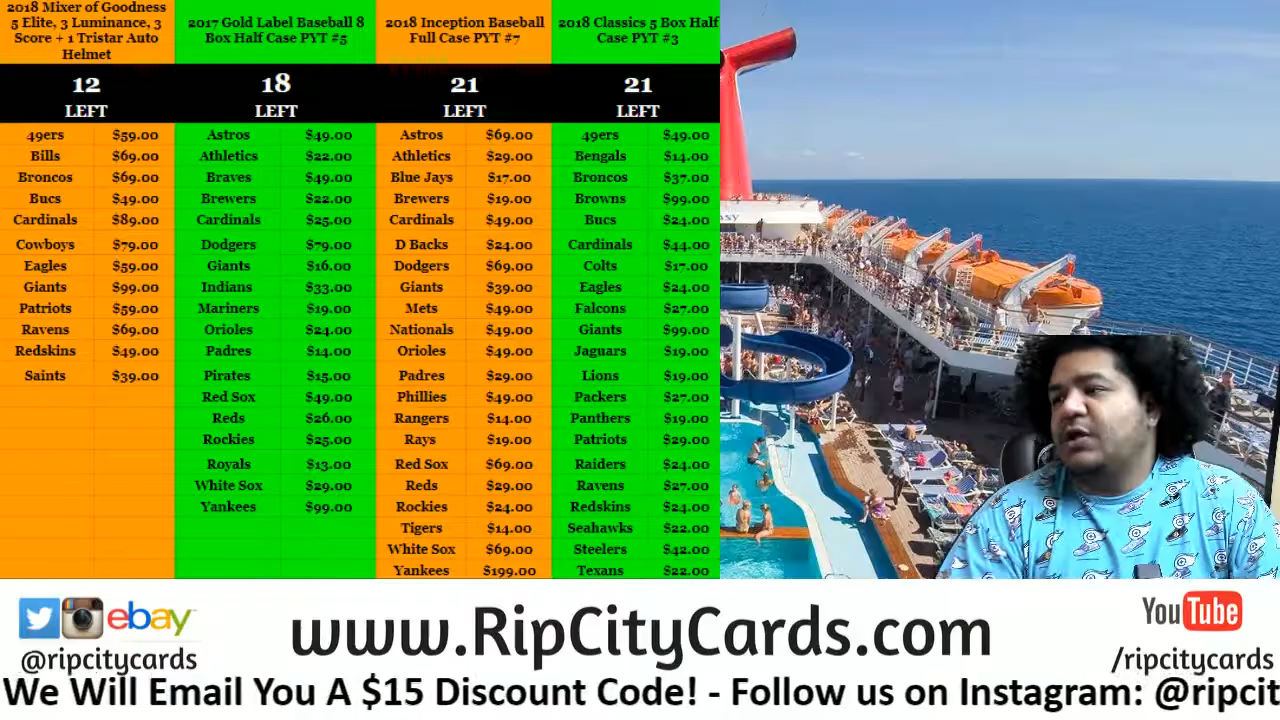 2018 Mixer of Goodness
5 Elite, 3 Luminance, 3
Score + 1 Tristar Auto
Helmet
12
LEFT
49ers $59.00
Bills $69.00
Broncos $69.00
Bucs $49.00
Cardinals $89.00
Cowboys $79.00
Eagles $59.00
Giants $99.00
Patriots $59.00
Ravens $69.00
Redskins $49.00
Saints $39.00
2017 Gold Label Baseball 8
Box Half Case PYT #5
18
LEFT
Astros $49.00
Athletics $22.00
Braves $49.00
Brewers $22.00
Cardinals $25.00
Dodgers $79.00
Giants $16.00
Indians $33.00
Mariners $19.00
Orioles $24.00
Padres $14.00
Pirates $15.00
Red Sox $49.00
Reds $26.00
Rockies $25.00
Royals $13.00
White Sox $29.00
Yankees $99.00
2018 Inception Baseball
Full Case PYT #7
21
LEFT
Astros $69.00
Athletics $29.00
Blue Jays $17.00
Brewers $19.00
Cardinals $49.00
D Backs $24.00
Dodgers $69.00
Giants $39.00
Mets $49.00
Nationals $49.00
Orioles $49.00
Padres $29.00
Phillies $49.00
Rangers $14.00
Rays $19.00
Red Sox $69.00
Reds $29.00
Rockies $24.00
Tigers $14.00
White Sox $69.00
Yankees $199.00
2018 Classics 5 Box Half
Case PYT #3
21
LEFT
49ers $49.00
Bengals $14.00
Broncos $37.00
Browns $99.00
Bucs $24.00
Cardinals $44.00
Colts $17.00
Eagles $24.00
Falcons $27.00
Giants $99.00
Jaguars $19.00
Lions $19.00
Packers $27.00
Panthers $19.00
Patriots $29.00
Raiders $24.00
Ravens $27.00
Redskins $24.00
Seahawks $22.00
Steelers $42.00
Texans $22.00
ebay
@ripcitycards
www.RipCityCards.com
YouTube
/ripcitycards
We Will Email You A $15 Discount Code! - Follow us on Instagram: @ripcit